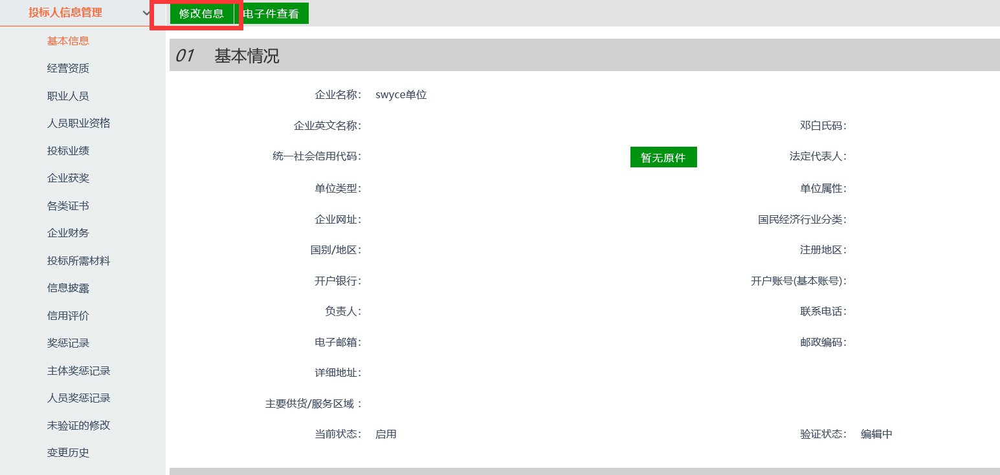 投标人信息管理
修改信息
电子件查看
基本信息
经营资质
职业人员
人员职业资格
投标业绩
企业获奖
各类证书
企业财务
投标所需材料
信息披露
信用评价
奖惩记录
主体奖惩记录
人员奖惩记录
未验证的修改
变更历史
01 基本情况
企业名称： swyce单位
企业英文名称： 邓白氏码：
统一社会信用代码： 暂无原件 法定代表人：
单位类型： 单位属性：
企业网址： 国民经济行业分类：
国别/地区： 注册地区：
开户银行： 开户账号(基本账号)：
负责人： 联系电话：
电子邮箱： 邮政编码：
详细地址：
主要供货/服务区域 ：
当前状态： 启用 验证状态： 编辑中